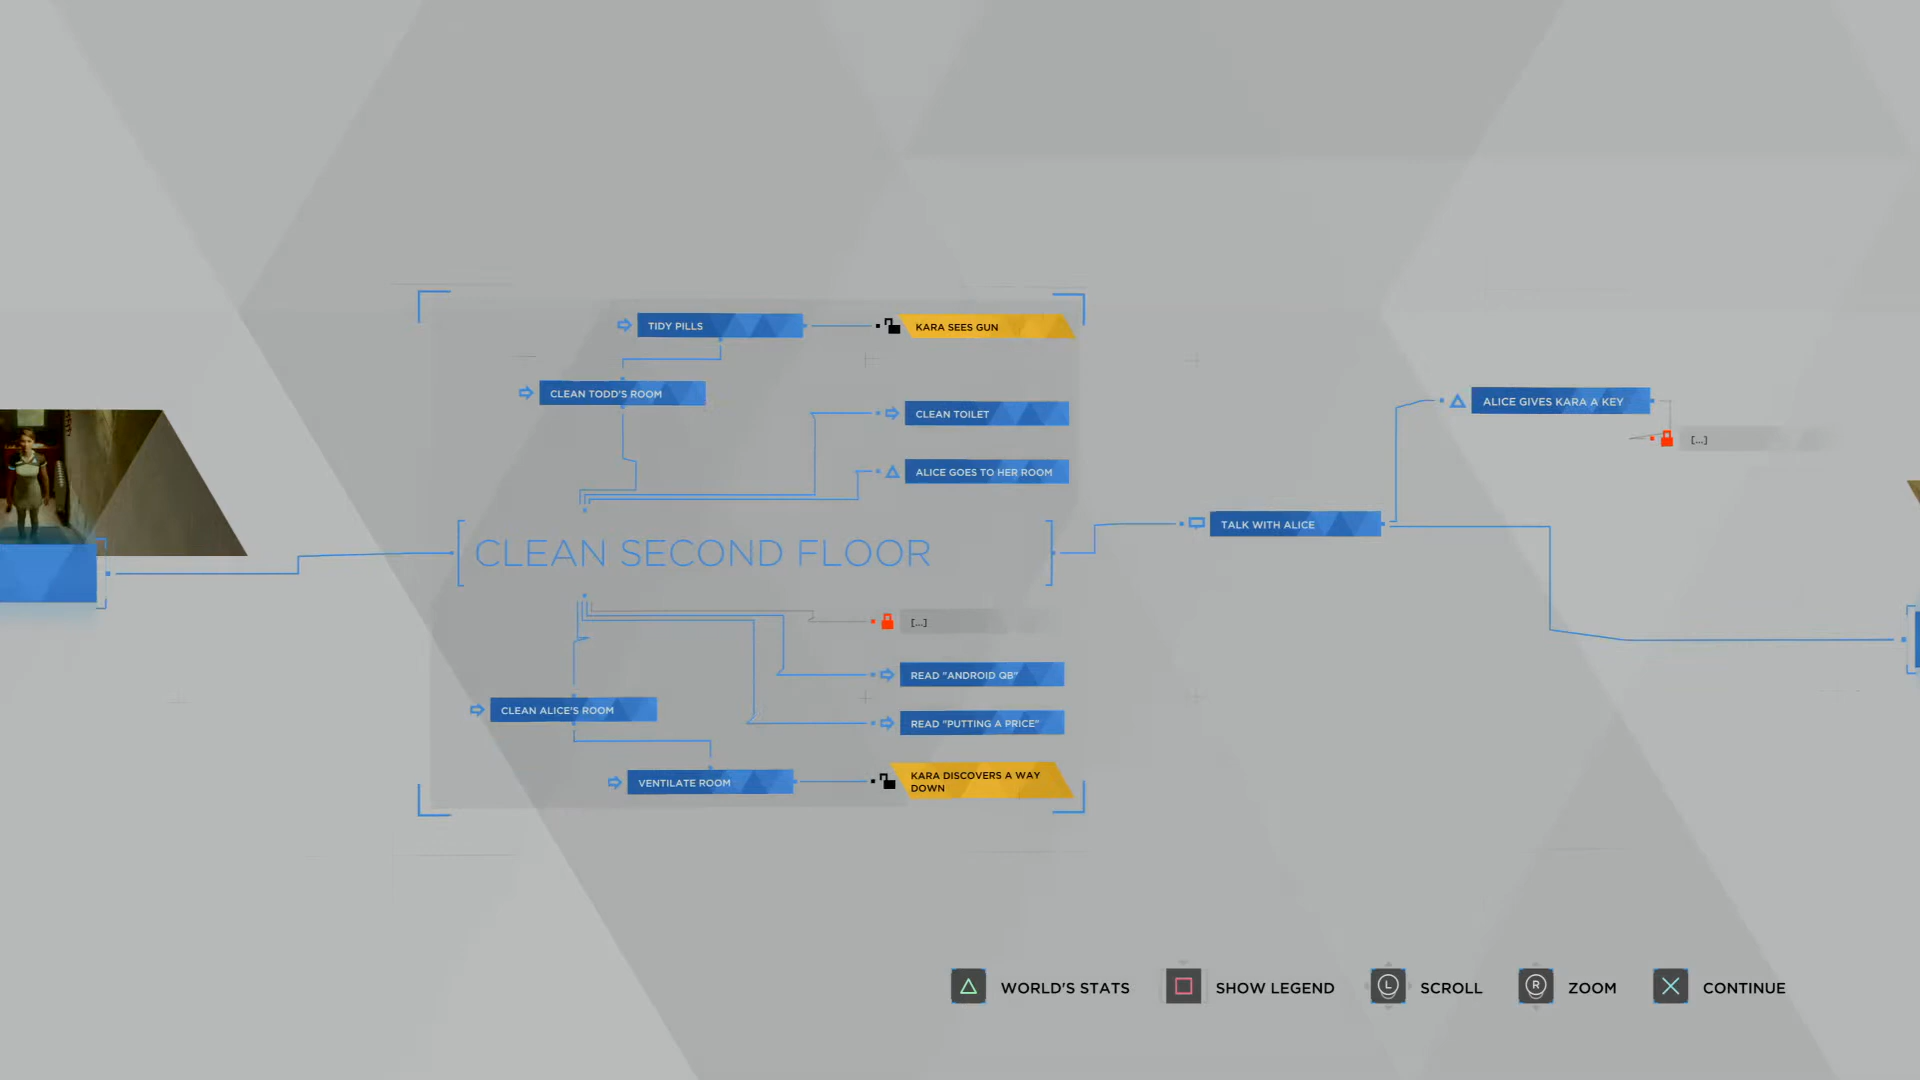 TIDY PILLS
KARA SEES GUN
CLEAN TODD'S ROOM
CLEAN TOILET
ALICE GOES TO HER ROOM
CLEAN SECOND FLOOR
[...]
READ "ANDROID QB"
CLEAN ALICE'S ROOM
READ "PUTTING A PRICE"
KARA DISCOVERS A WAY
DOWN
VENTILATE ROOM
TALK WITH ALICE
ALICE GIVES KARA A KEY
[...]
WORLD'S STATS
SHOW LEGEND
L
SCROLL
R
ZOOM
CONTINUE